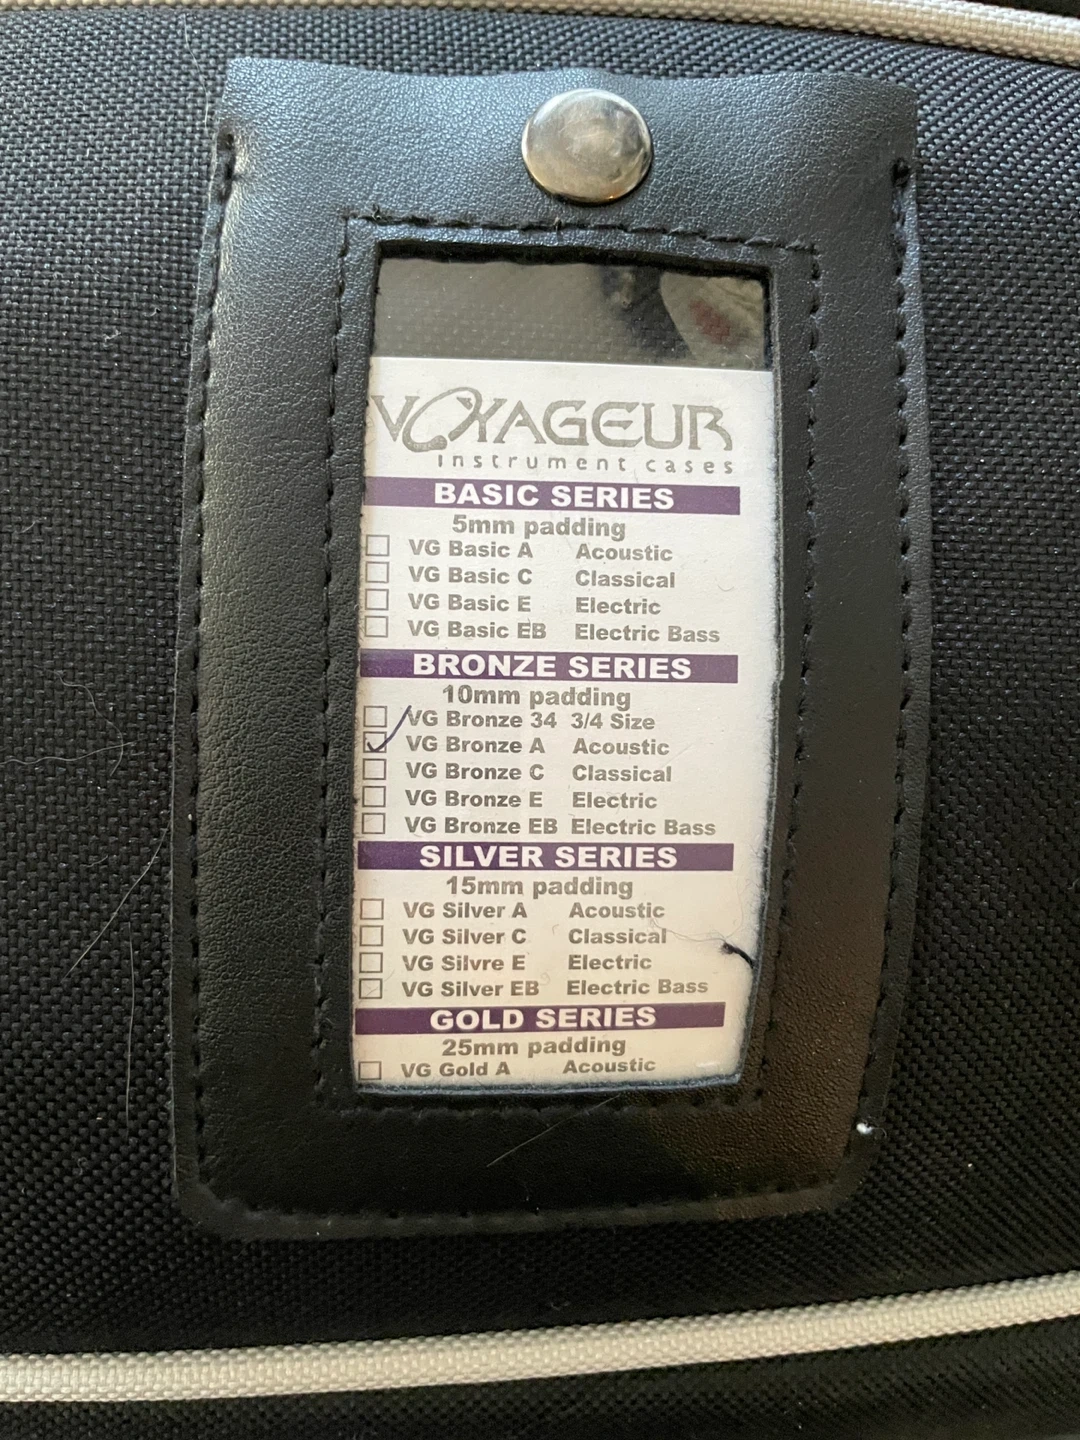 VOYAGEUR
instrument cases
BASIC SERIES
5mm padding
VG Basic A Acoustic
VG Basic C Classical
VG Basic E Electric
VG Basic EB Electric Bass
BRONZE SERIES
10mm padding
VG Bronze 34 3/4 Size
VG Bronze A Acoustic
VG Bronze C Classical
VG Bronze E Electric
VG Bronze EB Electric Bass
SILVER SERIES
15mm padding
VG Silver A Acoustic
VG Silver C Classical
VG Silvre E Electric
VG Silver EB Electric Bass
GOLD SERIES
25mm padding
VG Gold A Acoustic